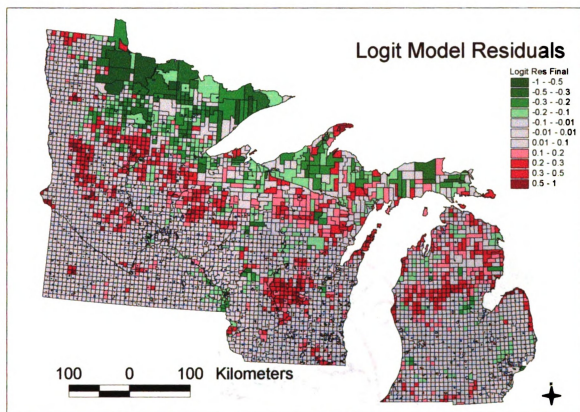 Logit Model Residuals
Logit Res Final
-1 - -0.5
-0.5 - -0.3
-0.3 - -0.2
-0.2 - -0.1
-0.1 - -0.01
-0.01 - 0.01
0.01 - 0.1
0.1 - 0.2
0.2 - 0.3
0.3 - 0.5
0.5 - 1
100 0 100 Kilometers